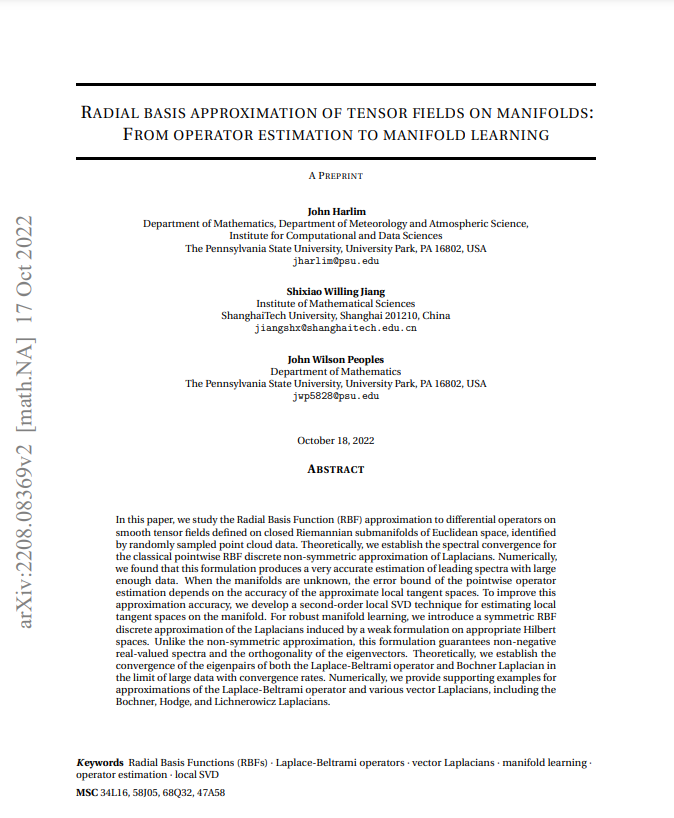 RADIAL BASIS APPROXIMATION OF TENSOR FIELDS ON MANIFOLDS:
FROM OPERATOR ESTIMATION TO MANIFOLD LEARNING
A PREPRINT
John Harlim
Department of Mathematics, Department of Meteorology and Atmospheric Science,
Institute for Computational and Data Sciences
The Pennsylvania State University, University Park, PA 16802, USA
jharlim@psu.edu
Shixiao Willing Jiang
Institute of Mathematical Sciences
ShanghaiTech University, Shanghai 201210, China
jiangshx@shanghaitech.edu.cn
John Wilson Peoples
Department of Mathematics
The Pennsylvania State University, University Park, PA 16802, USA
jwp5828@psu.edu
October 18, 2022
ABSTRACT
In this paper, we study the Radial Basis Function (RBF) approximation to differential operators on
smooth tensor fields defined on closed Riemannian submanifolds of Euclidean space, identified
by randomly sampled point cloud data. Theoretically, we establish the spectral convergence for
the classical pointwise RBF discrete non-symmetric approximation of Laplacians. Numerically,
we found that this formulation produces a very accurate estimation of leading spectra with large
enough data. When the manifolds are unknown, the error bound of the pointwise operator
estimation depends on the accuracy of the approximate local tangent spaces. To improve this
approximation accuracy, we develop a second-order local SVD technique for estimating local
tangent spaces on the manifold. For robust manifold learning, we introduce a symmetric RBF
discrete approximation of the Laplacians induced by a weak formulation on appropriate Hilbert
spaces. Unlike the non-symmetric approximation, this formulation guarantees non-negative
real-valued spectra and the orthogonality of the eigenvectors. Theoretically, we establish the
convergence of the eigenpairs of both the Laplace-Beltrami operator and Bochner Laplacian in
the limit of large data with convergence rates. Numerically, we provide supporting examples for
approximations of the Laplace-Beltrami operator and various vector Laplacians, including the
Bochner, Hodge, and Lichnerowicz Laplacians.
Keywords Radial Basis Functions (RBFs) · Laplace-Beltrami operators · vector Laplacians · manifold learning ·
operator estimation · local SVD
MSC 34L16, 58J05, 68Q32, 47A58
arXiv:2208.08369v2 [math.NA] 17 Oct 2022